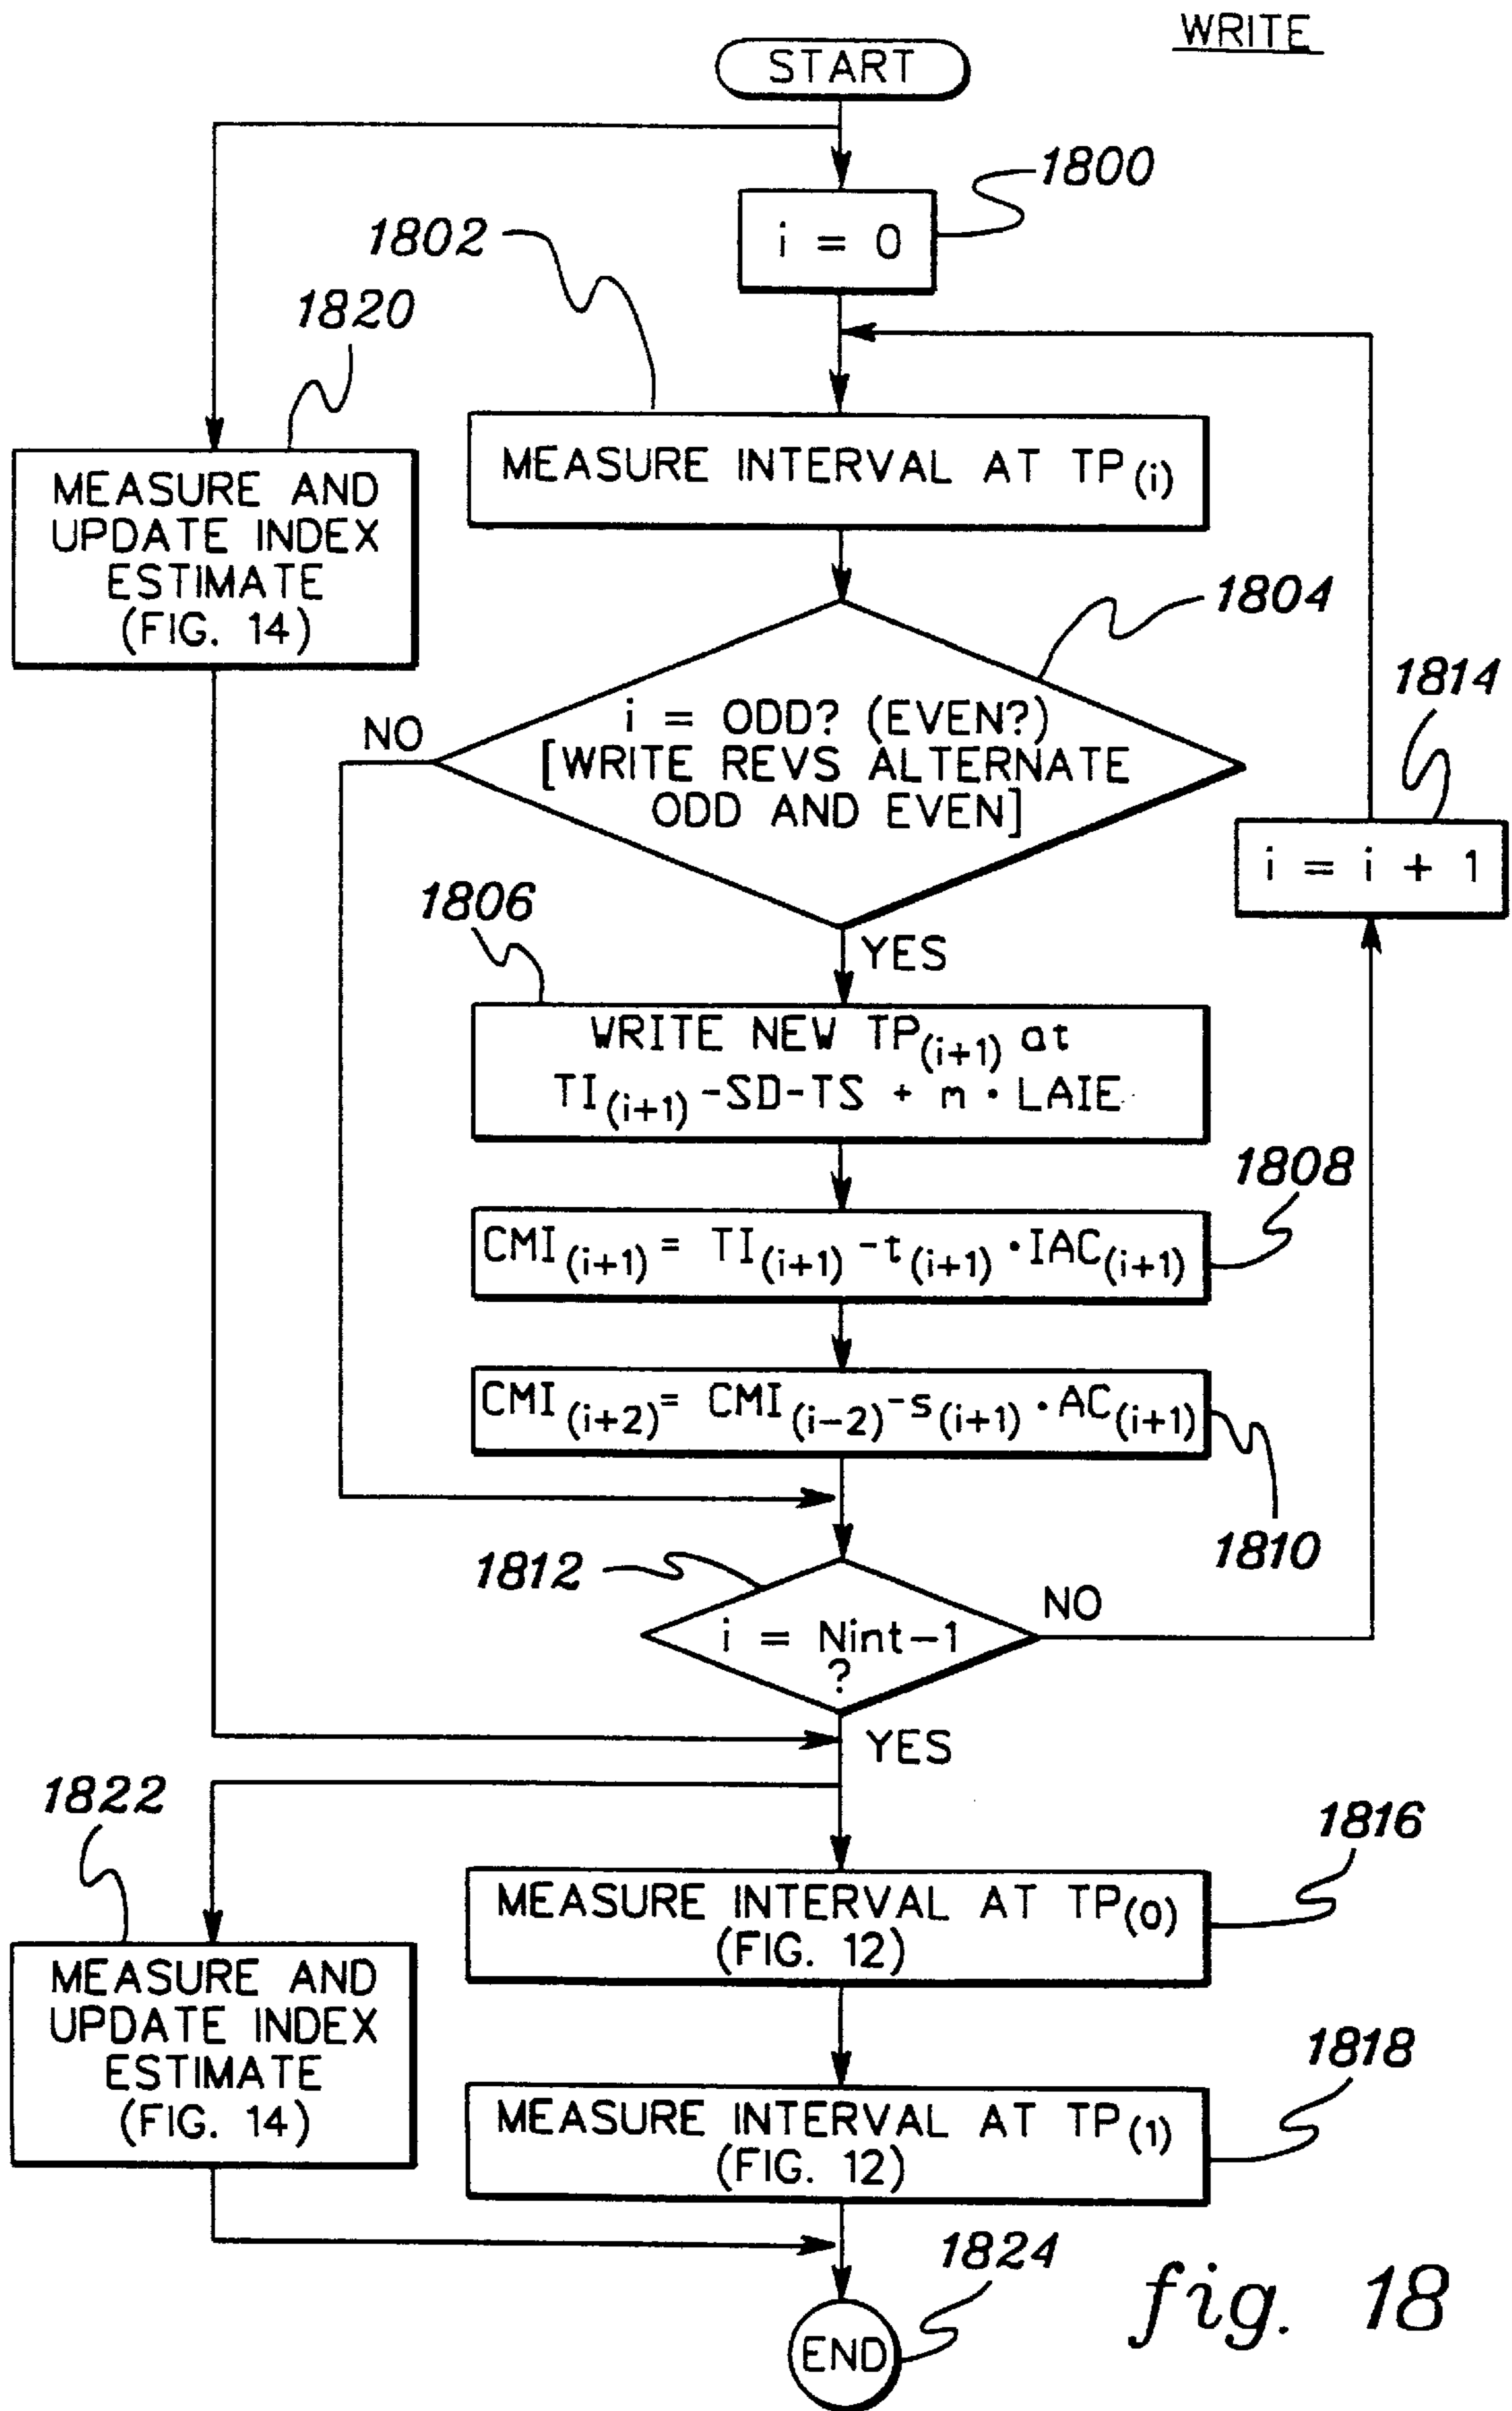 WRITE
START
1800
i = 0
1802
1820
MEASURE INTERVAL AT TP(i)
MEASURE AND
UPDATE INDEX
ESTIMATE
(FIG. 14)
1804
i = ODD? (EVEN?)
[WRITE REVS ALTERNATE
ODD AND EVEN]
NO
1814
i = i + 1
1806
YES
WRITE NEW TP(i+1) at
TI(i+1) -SD-TS + m · LAIE
1808
CMI(i+1) = TI(i+1) -t(i+1) · IAC(i+1)
CMI(i+2) = CMI(i-2) -s(i+1) · AC(i+1)
1810
1812
i = Nint-1
?
NO
YES
1822
1816
MEASURE INTERVAL AT TP(0)
(FIG. 12)
MEASURE AND
UPDATE INDEX
ESTIMATE
(FIG. 14)
1818
MEASURE INTERVAL AT TP(1)
(FIG. 12)
1824
END
fig. 18